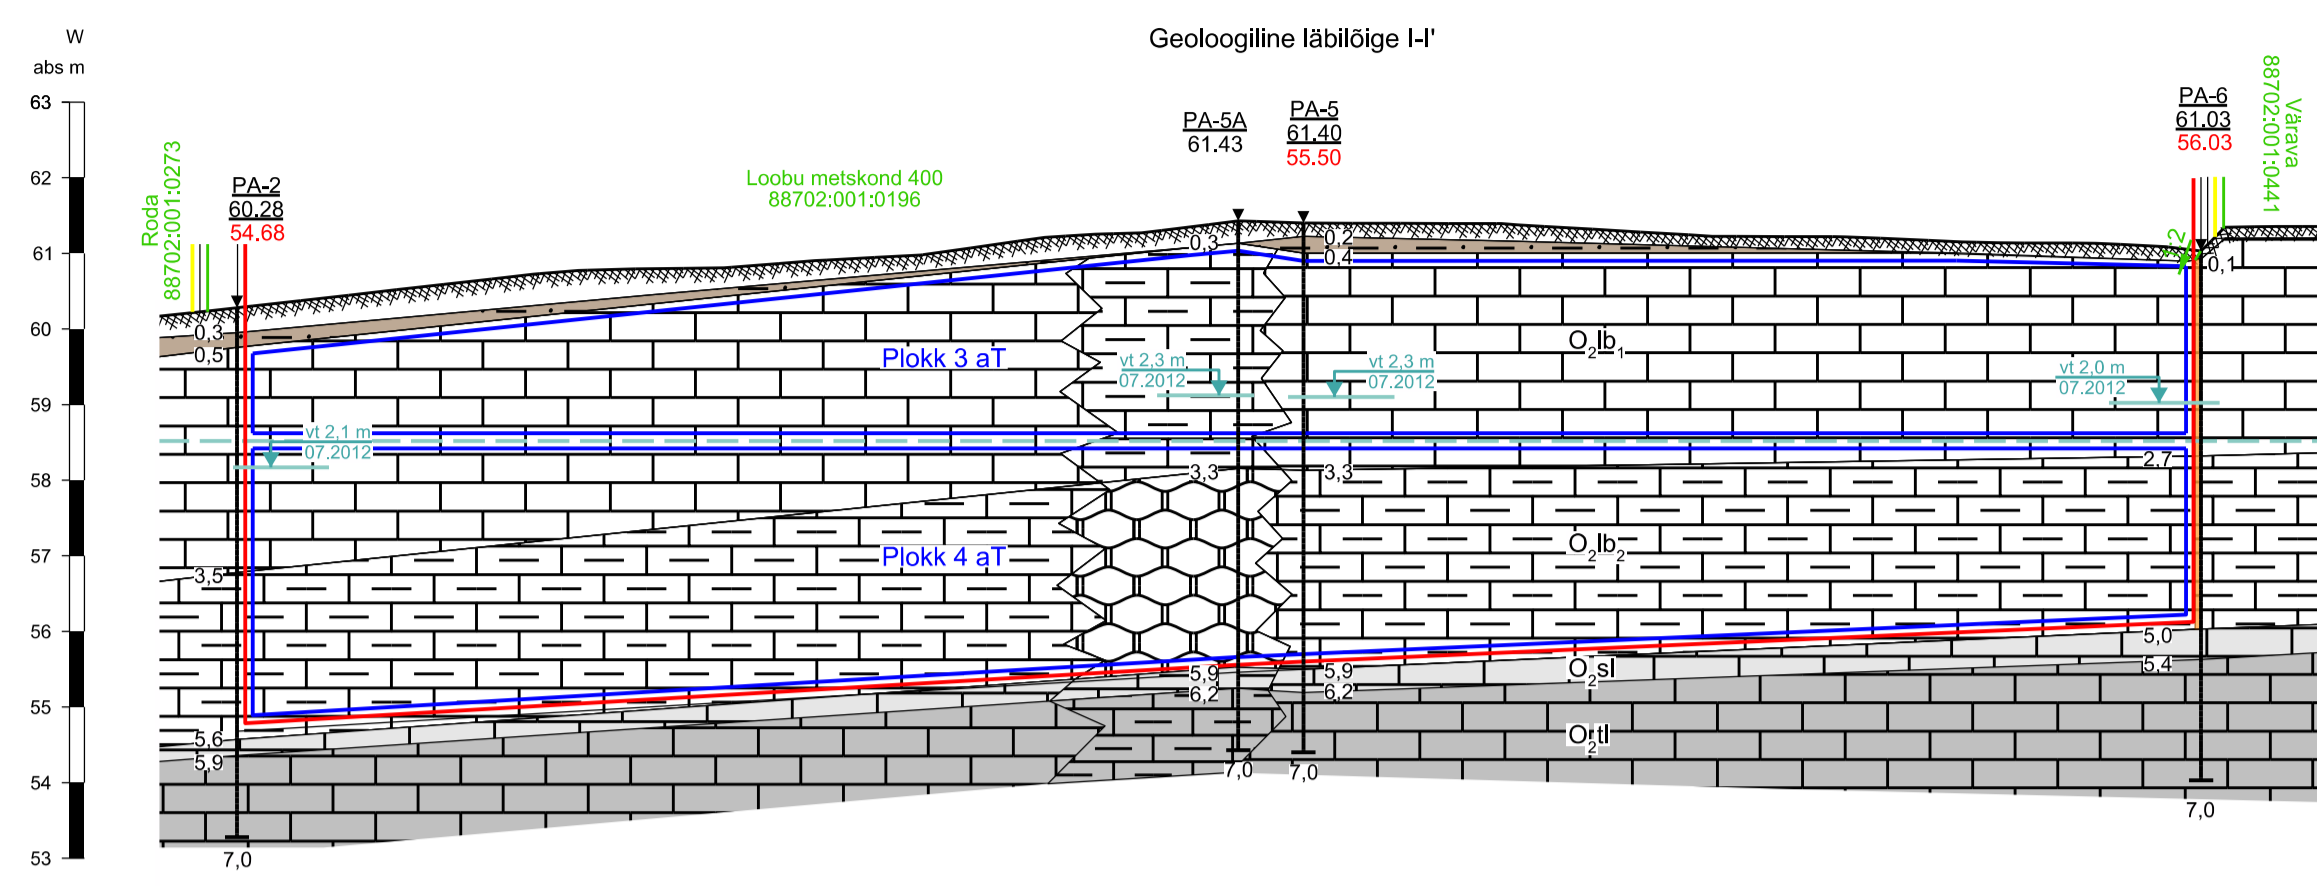 Geoloogiline läbilõige I-I'
W
abs m
63
62
61
60
59
58
57
56
55
54
53
Roda
88702:001:0273
PA-2
60.28
54.68
Loobu metskond 400
88702:001:0196
PA-5A
61.43
PA-5
61.40
55.50
PA-6
61.03
56.03
88702:001:0441
Värava
0,3
0,5
3,5
5,6
5,9
7,0
vt 2,1 m
07.2012
Plokk 3 aT
Plokk 4 aT
0,3
vt 2,3 m
07.2012
3,3
5,9
6,2
7,0
0,2
0,4
vt 2,3 m
07.2012
3,3
5,9
6,2
7,0
O₂lb₁
O₂lb₂
O₂sl
O₂tl
vt 2,0 m
07.2012
0,1
2,7
5,0
5,4
7,0